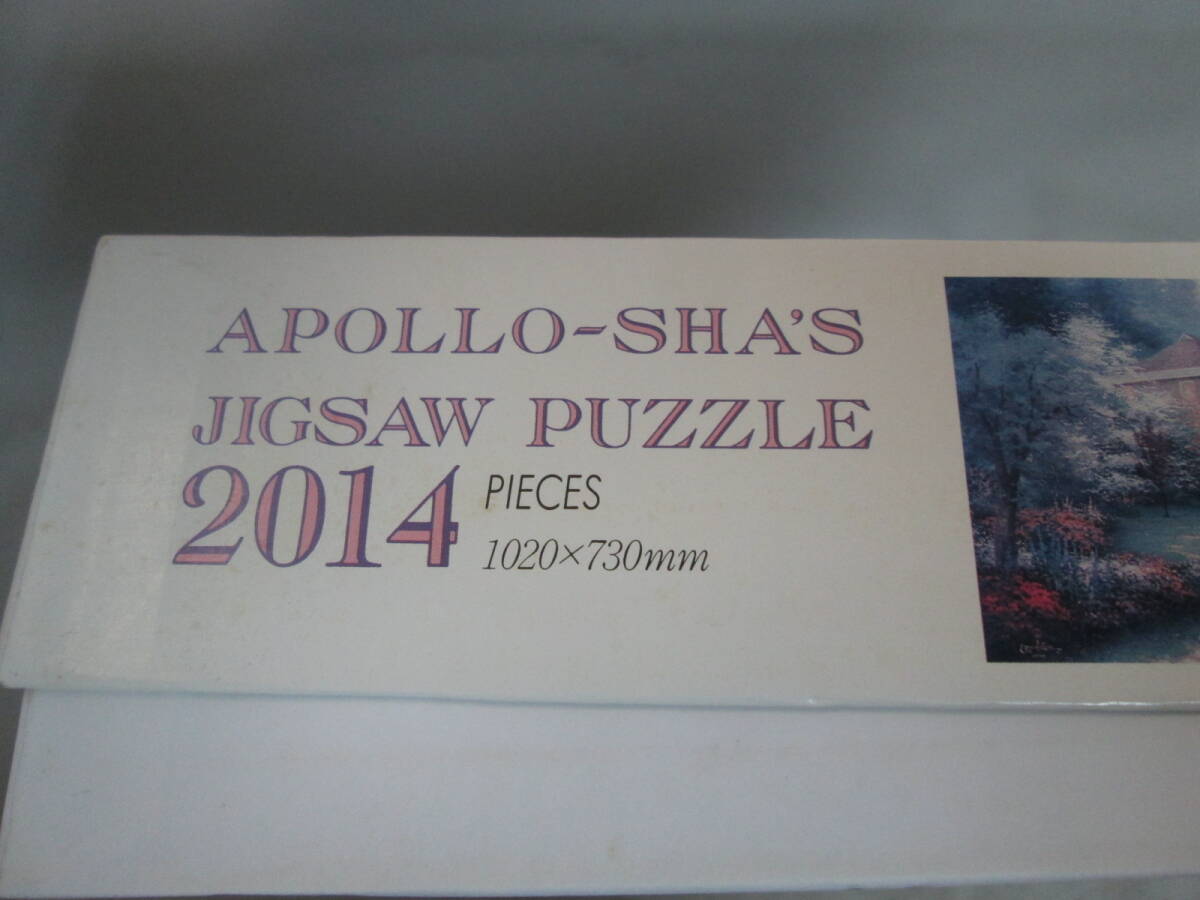 APOLLO-SHA'S
JIGSAW PUZZLE
2014 PIECES
1020×730mm